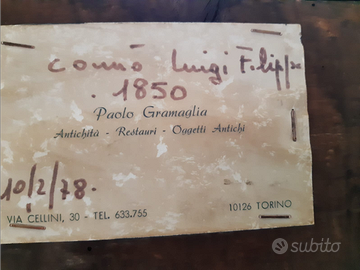 comò Luigi Filippo
. 1850
Paolo Gramaglia
Antichità - Restauri - Oggetti Antichi
10/2/78.
VIA CELLINI, 30 - TEL. 633.755
10126 TORINO
subito